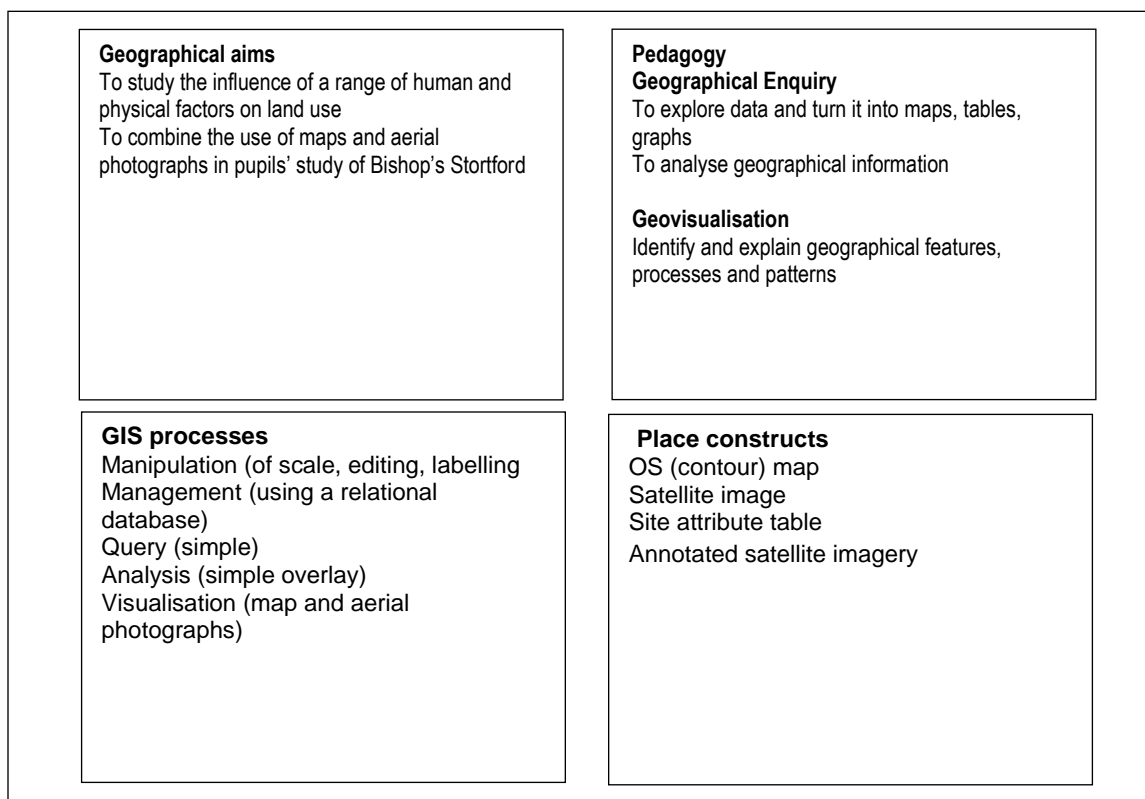 Geographical aims
To study the influence of a range of human and
physical factors on land use
To combine the use of maps and aerial
photographs in pupils’ study of Bishop’s Stortford
Pedagogy
Geographical Enquiry
To explore data and turn it into maps, tables,
graphs
To analyse geographical information
Geovisualisation
Identify and explain geographical features,
processes and patterns
GIS processes
Manipulation (of scale, editing, labelling
Management (using a relational
database)
Query (simple)
Analysis (simple overlay)
Visualisation (map and aerial
photographs)
Place constructs
OS (contour) map
Satellite image
Site attribute table
Annotated satellite imagery